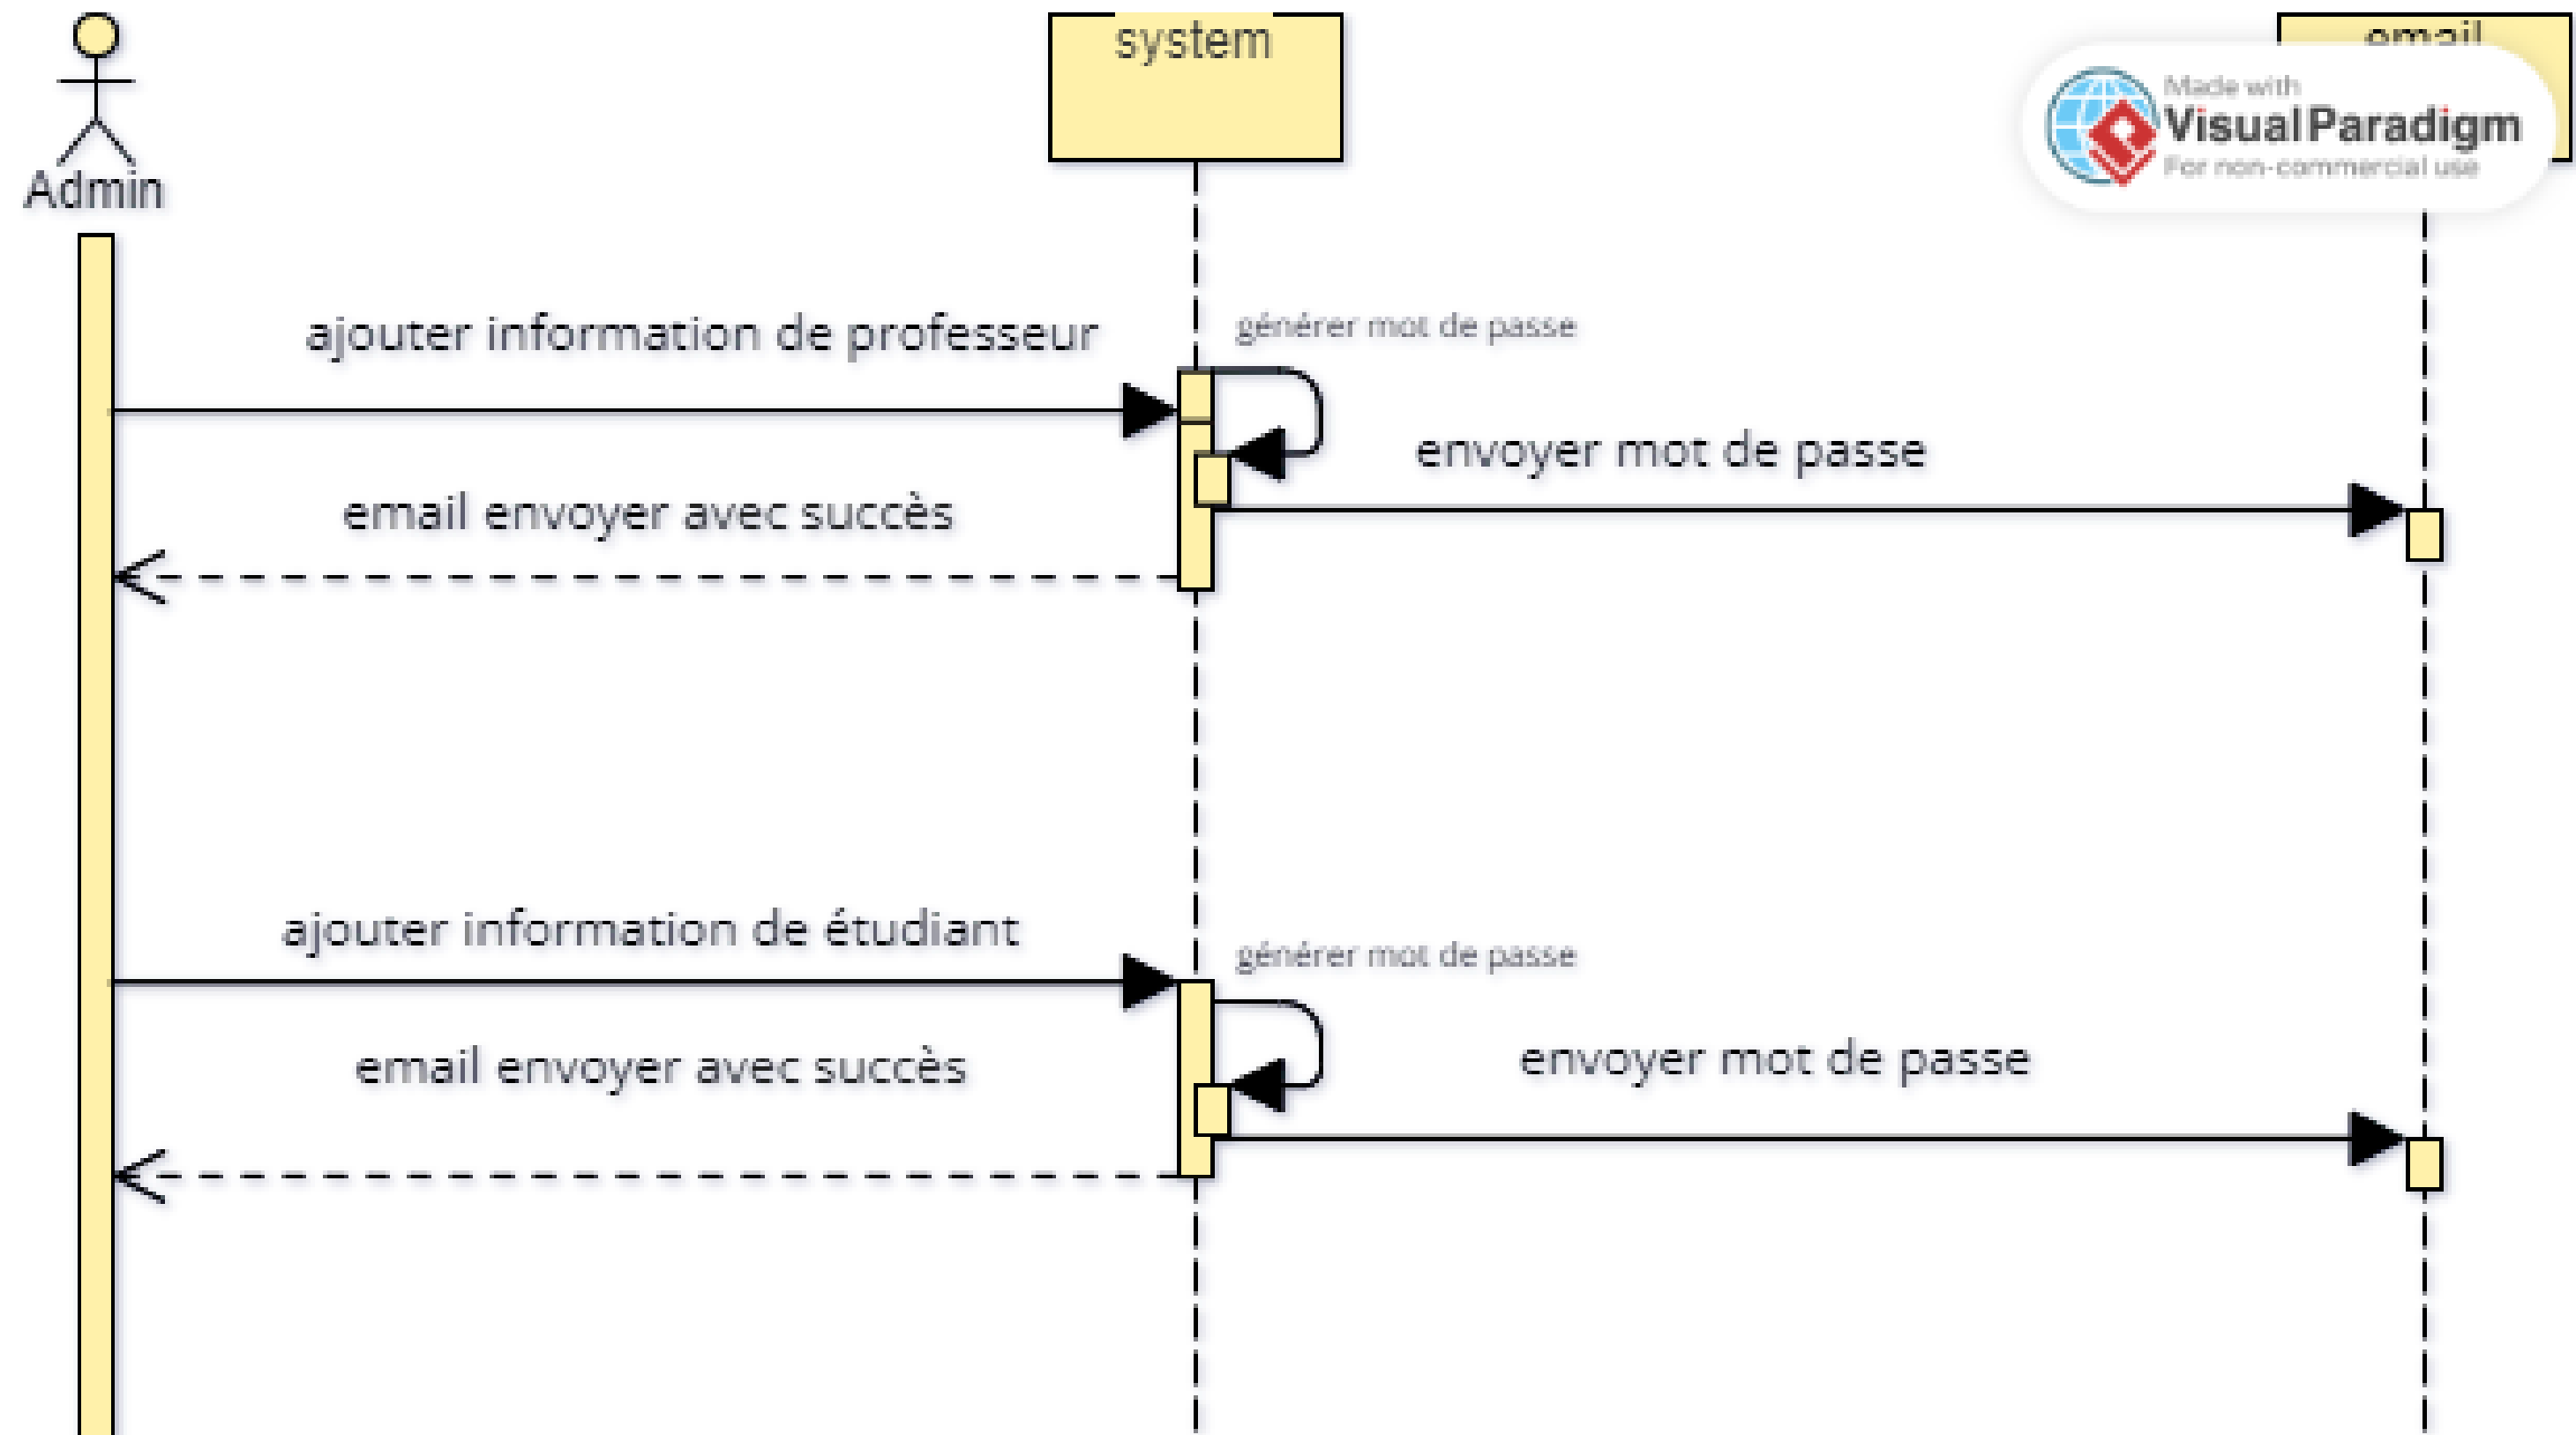 system
email
Made with
Visual Paradigm
For non-commercial use
Admin
ajouter information de professeur
générer mot de passe
envoyer mot de passe
email envoyer avec succès
ajouter information de étudiant
générer mot de passe
envoyer mot de passe
email envoyer avec succès